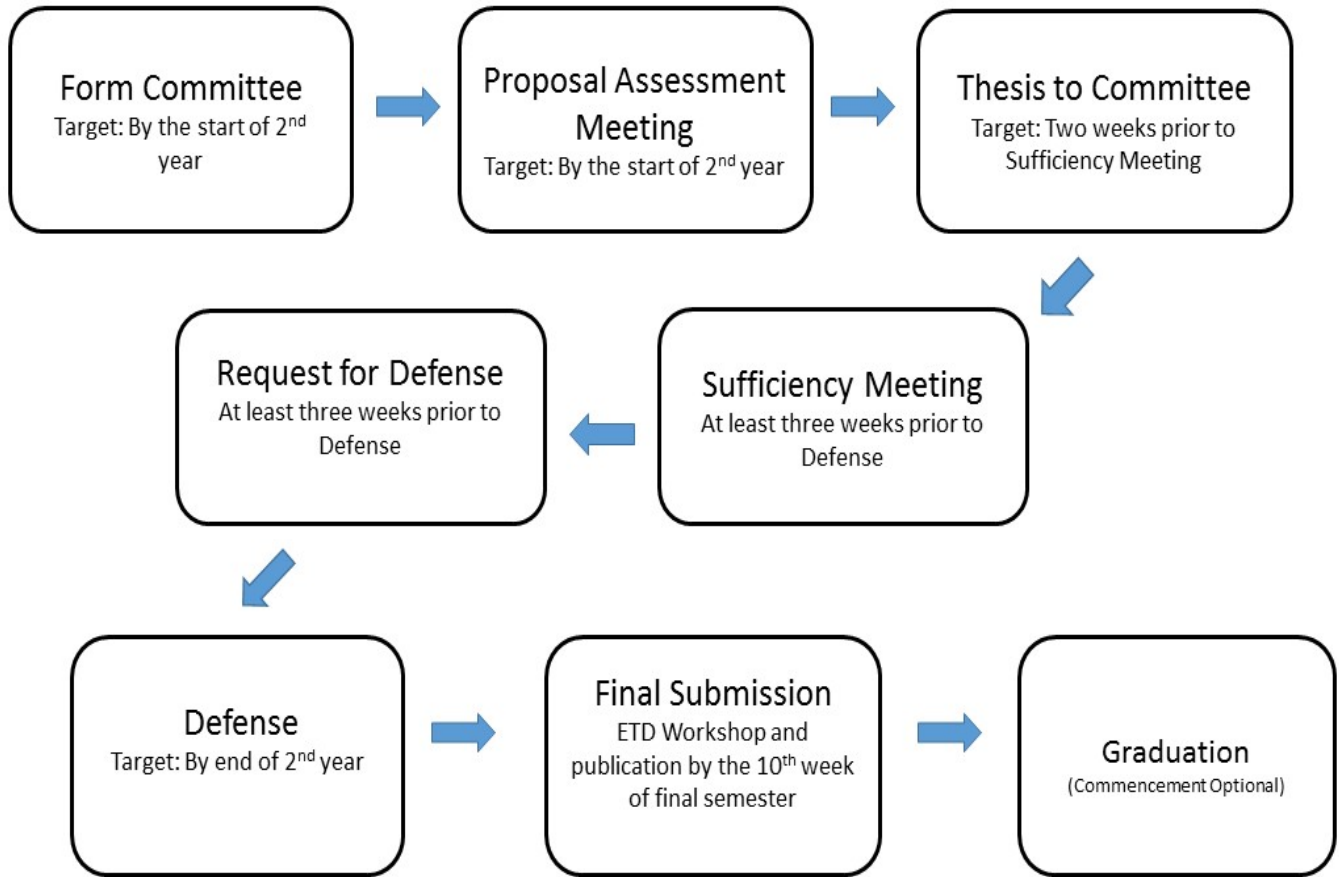 Form Committee
Target: By the start of 2nd
year
Proposal Assessment
Meeting
Target: By the start of 2nd year
Thesis to Committee
Target: Two weeks prior to
Sufficiency Meeting
Sufficiency Meeting
At least three weeks prior to
Defense
Request for Defense
At least three weeks prior to
Defense
Defense
Target: By end of 2nd year
Final Submission
ETD Workshop and
publication by the 10th week
of final semester
Graduation
(Commencement Optional)